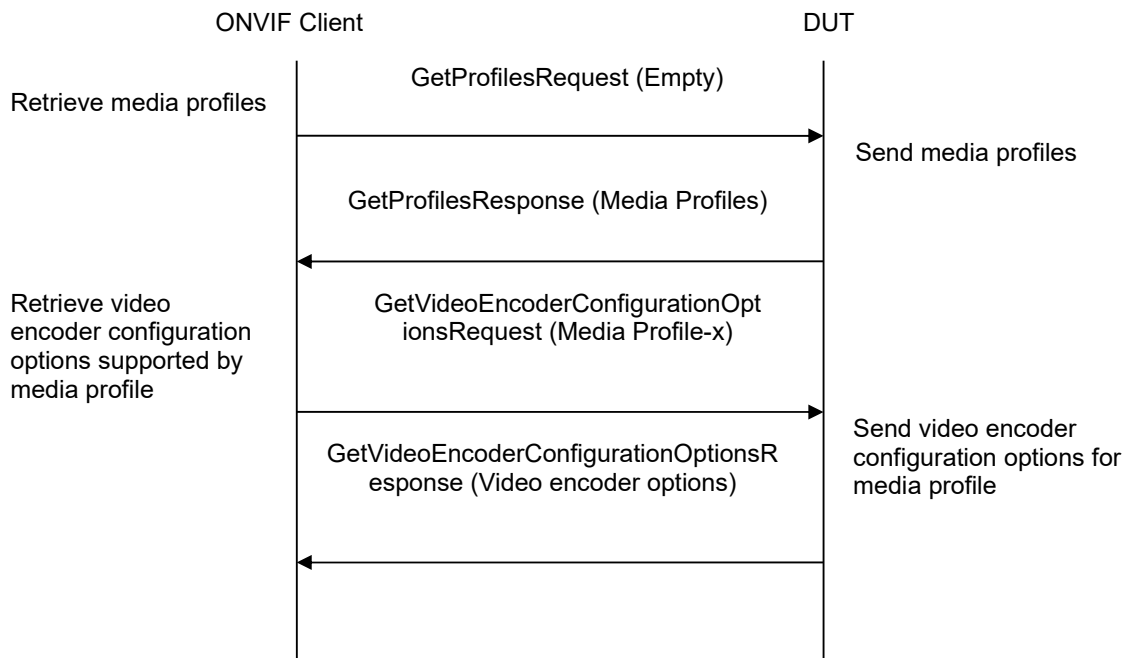 ONVIF Client
DUT
GetProfilesRequest (Empty)
Retrieve media profiles
Send media profiles
GetProfilesResponse (Media Profiles)
Retrieve video
encoder configuration
options supported by
media profile
GetVideoEncoderConfigurationOpt
ionsRequest (Media Profile-x)
Send video encoder
configuration options for
media profile
GetVideoEncoderConfigurationOptionsR
esponse (Video encoder options)